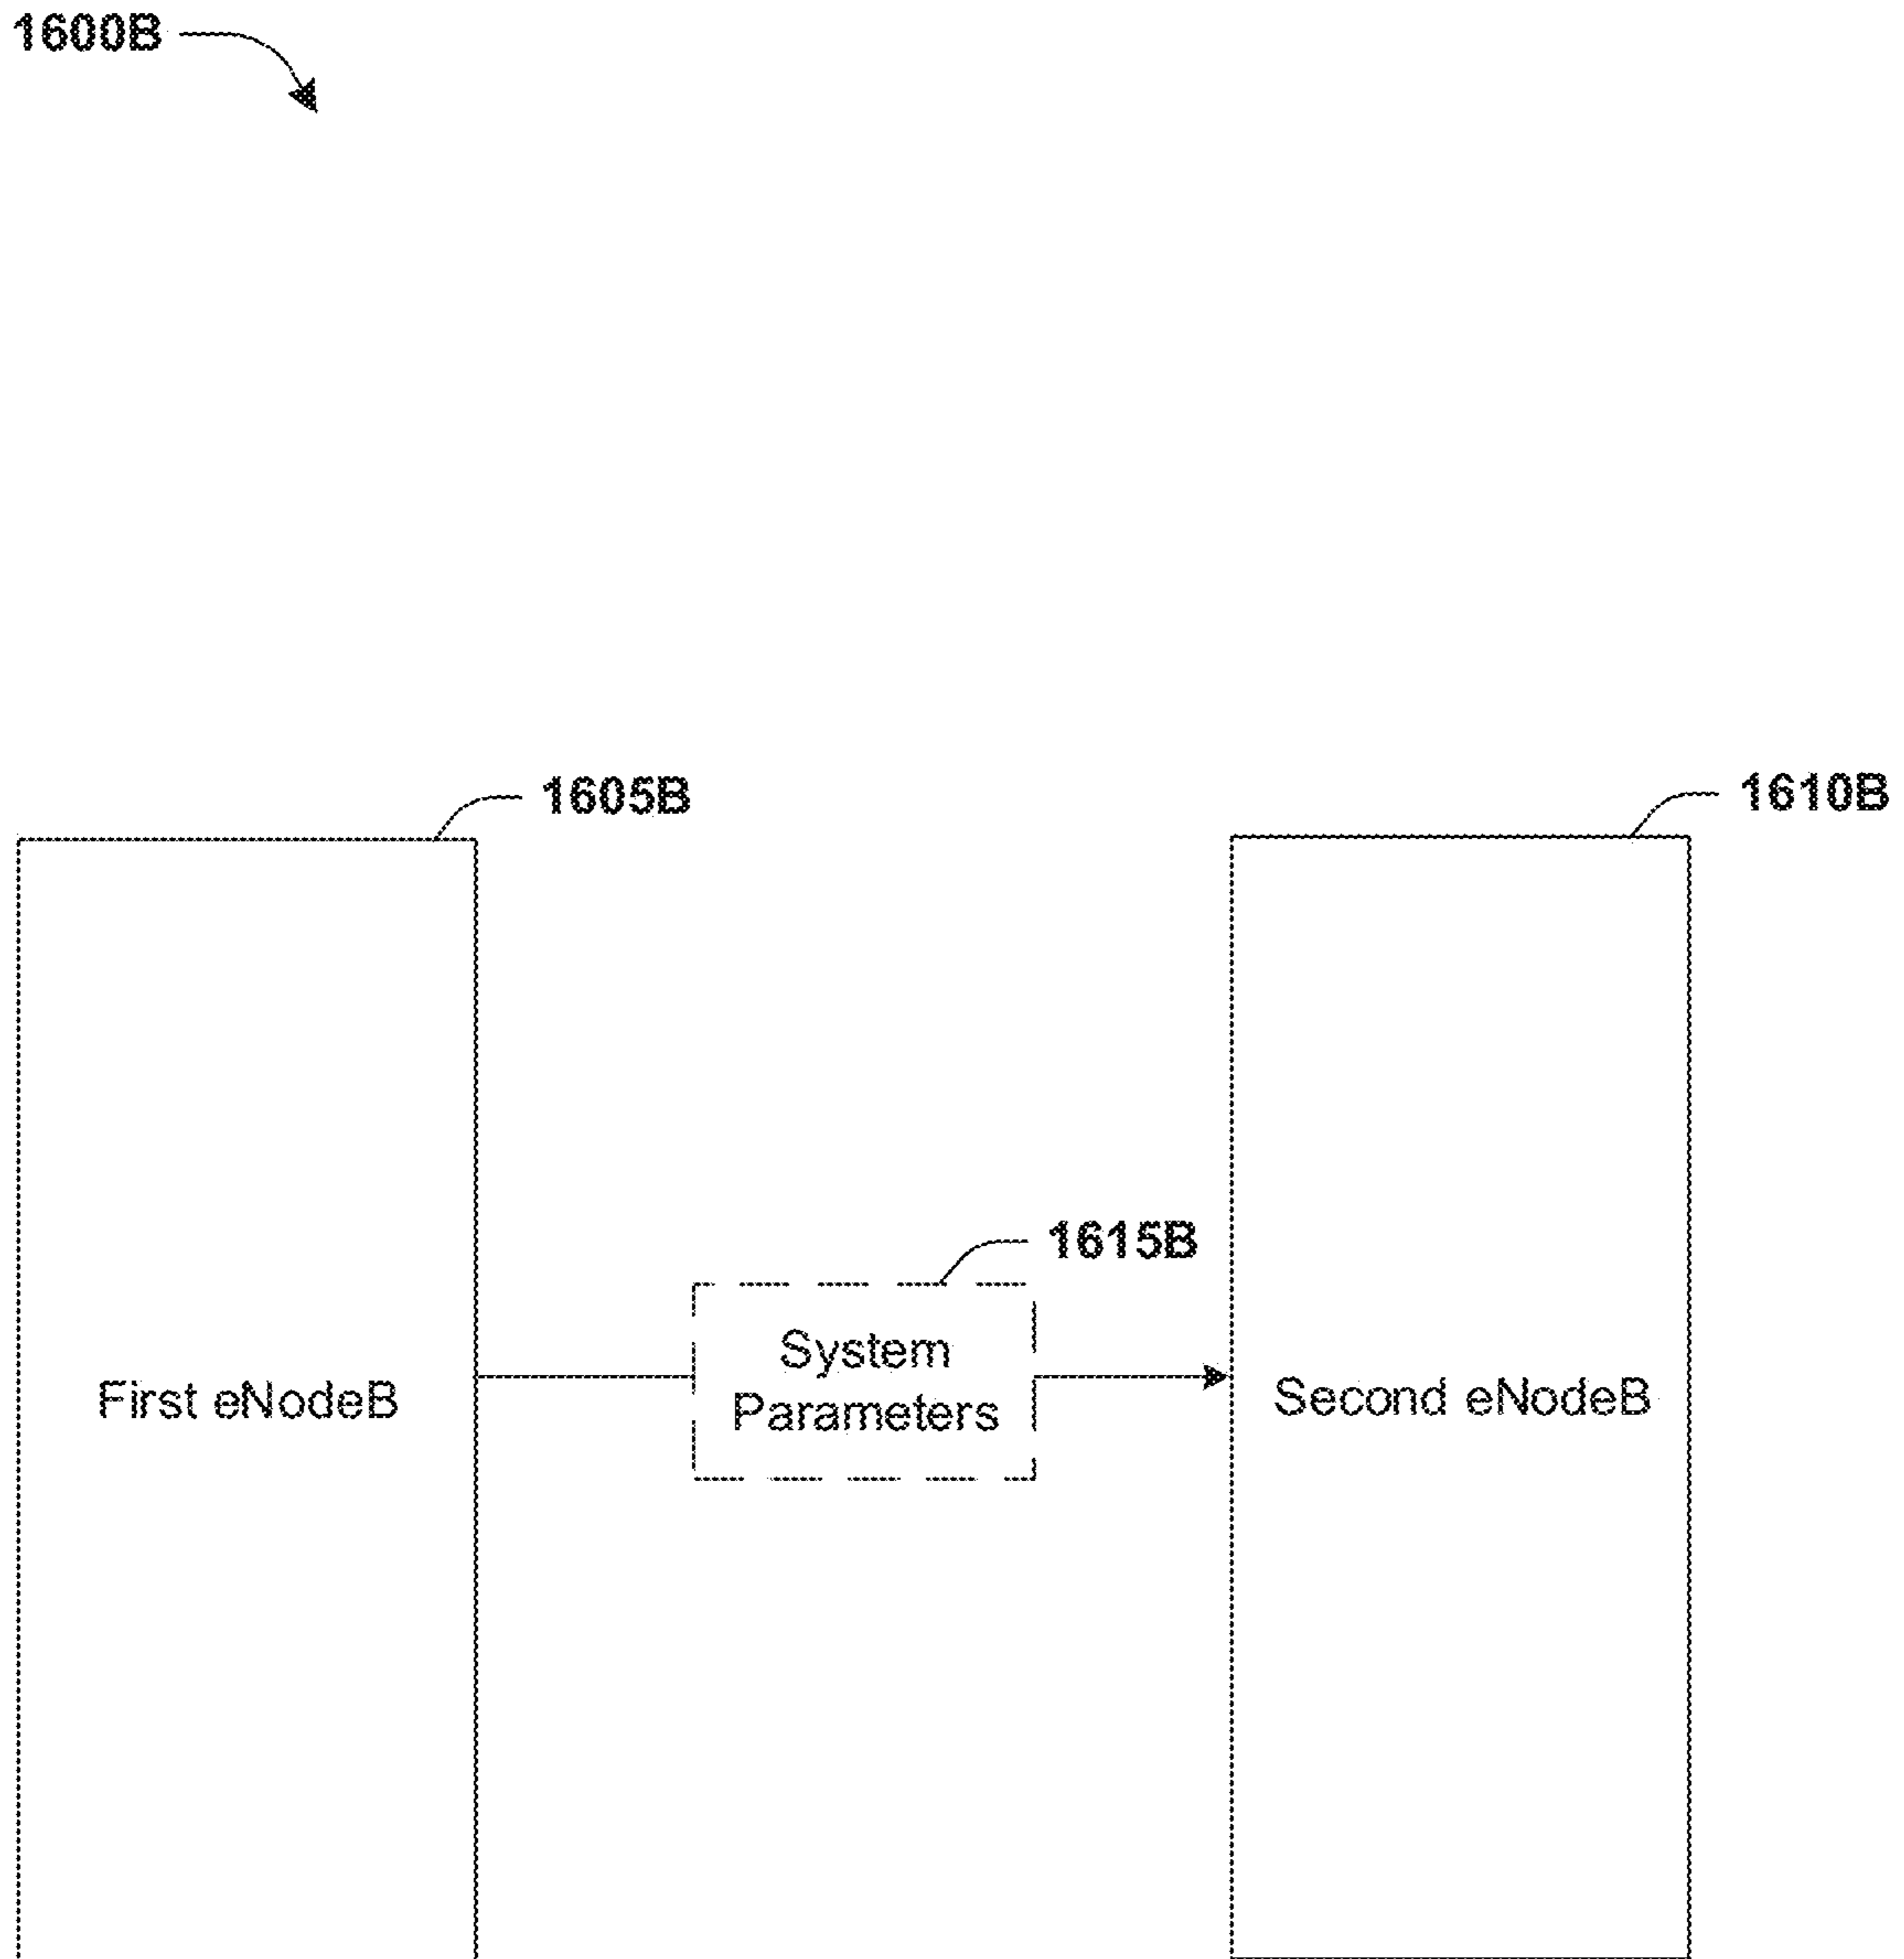 1600B
1605B
1610B
1615B
System
Parameters
First eNodeB
Second eNodeB